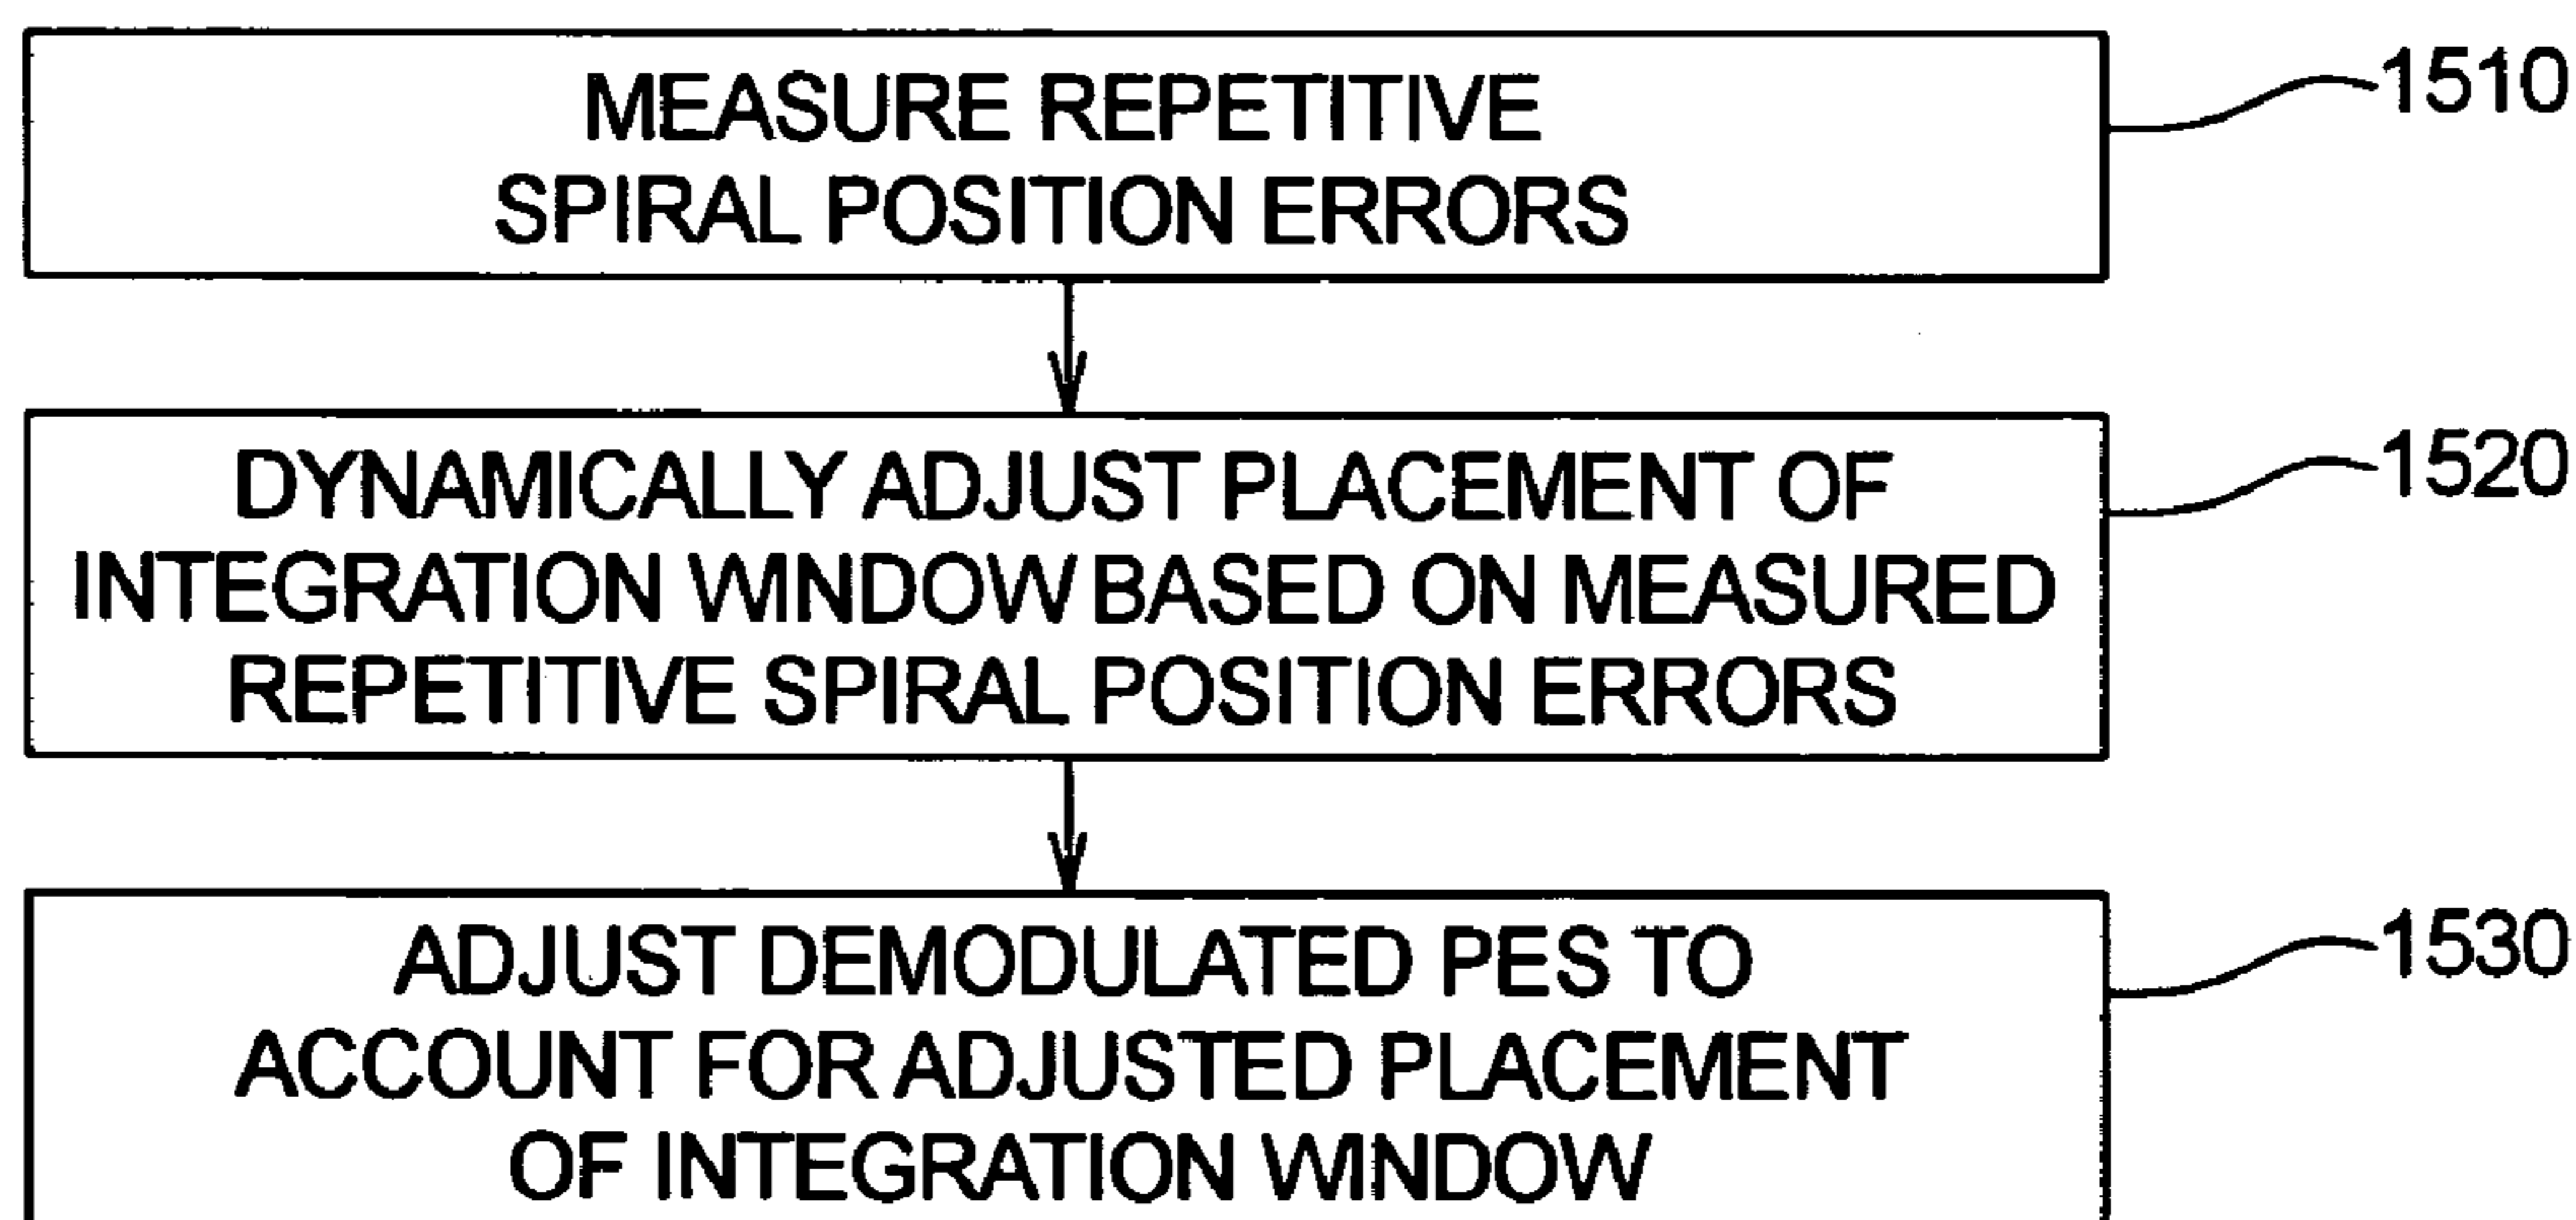 MEASURE REPETITIVE
SPIRAL POSITION ERRORS
1510
DYNAMICALLY ADJUST PLACEMENT OF
INTEGRATION WINDOW BASED ON MEASURED
REPETITIVE SPIRAL POSITION ERRORS
1520
ADJUST DEMODULATED PES TO
ACCOUNT FOR ADJUSTED PLACEMENT
OF INTEGRATION WINDOW
1530